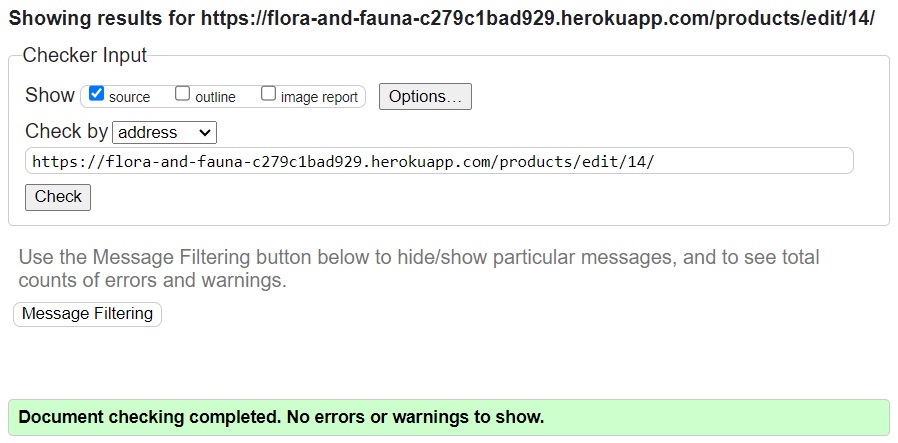 Showing results for https://flora-and-fauna-c279c1bad929.herokuapp.com/products/edit/14/
Checker Input
Show source outline image report Options...
Check by address
https://flora-and-fauna-c279c1bad929.herokuapp.com/products/edit/14/
Check
Use the Message Filtering button below to hide/show particular messages, and to see total
counts of errors and warnings.
Message Filtering
Document checking completed. No errors or warnings to show.